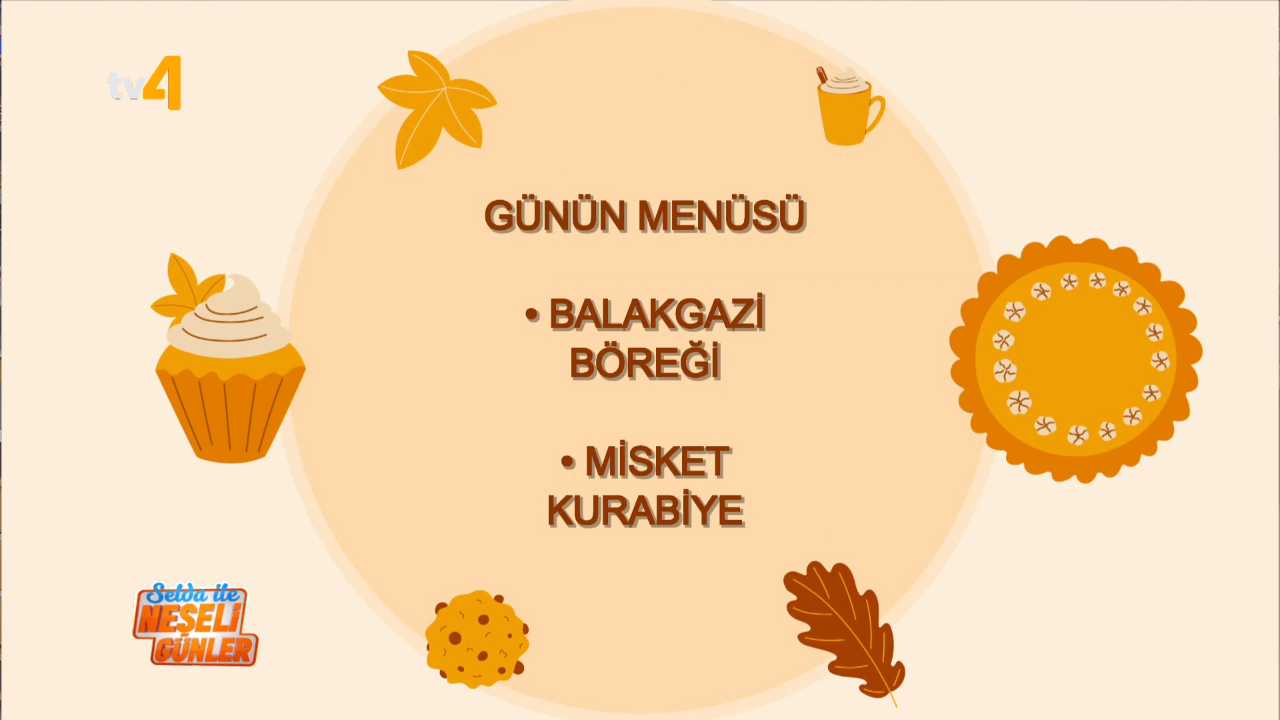 tv4
GÜNÜN MENÜSÜ
• BALAKGAZİ
BÖREĞİ
• MİSKET
KURABİYE
Selda ile
NEŞELİ
GÜNLER